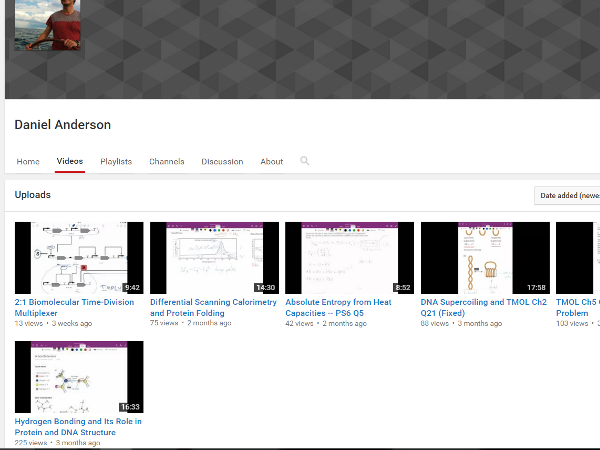 Daniel Anderson
Home Videos Playlists Channels Discussion About
Uploads
Date added (newes
9:42
14:30
8:52
17:58
2:1 Biomolecular Time-Division
Multiplexer
13 views • 3 weeks ago
Differential Scanning Calorimetry
and Protein Folding
75 views • 2 months ago
Absolute Entropy from Heat
Capacities -- PS6 Q5
42 views • 2 months ago
DNA Supercoiling and TMOL Ch2
Q21 (Fixed)
88 views • 3 months ago
TMOL Ch5
Problem
103 views •
16:33
Hydrogen Bonding and Its Role in
Protein and DNA Structure
225 views • 3 months ago